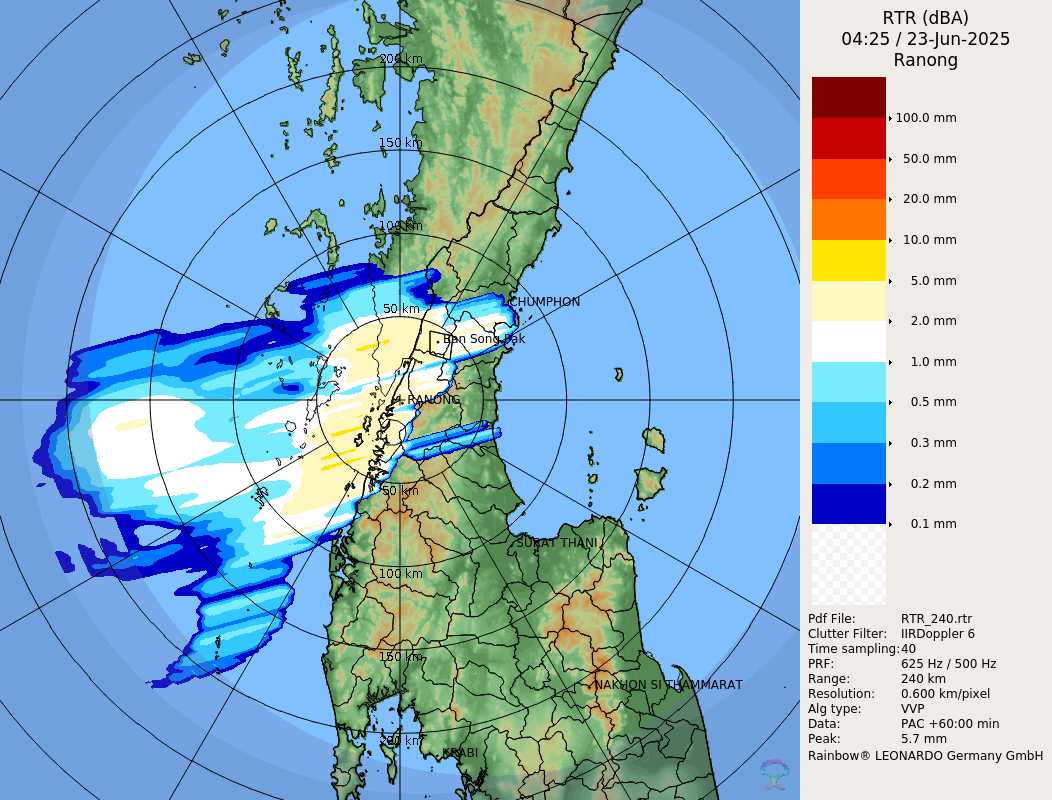 RTR (dBA)
04:25 / 23-Jun-2025
Ranong
100.0 mm
50.0 mm
20.0 mm
10.0 mm
5.0 mm
2.0 mm
1.0 mm
0.5 mm
0.3 mm
0.2 mm
0.1 mm
Pdf File: RTR_240.rtr
Clutter Filter: IIRDoppler 6
Time sampling:40
PRF: 625 Hz / 500 Hz
Range: 240 km
Resolution: 0.600 km/pixel
Alg type: VVP
Data: PAC +60:00 min
Peak: 5.7 mm
Rainbow® LEONARDO Germany GmbH
200 km
150 km
100 km
50 km
CHUMPHON
Ban Song Pak
RANONG
50 km
SURAT THANI
100 km
150 km
NAKHON SI THAMMARAT
200 km
KRABI